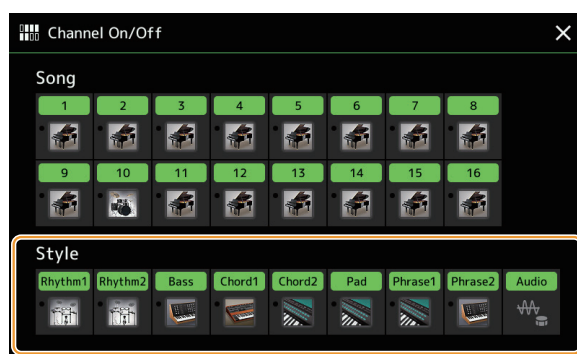 Channel On/Off
Song
1 2 3 4 5 6 7 8
9 10 11 12 13 14 15 16
Style
Rhythm1 Rhythm2 Bass Chord1 Chord2 Pad Phrase1 Phrase2 Audio